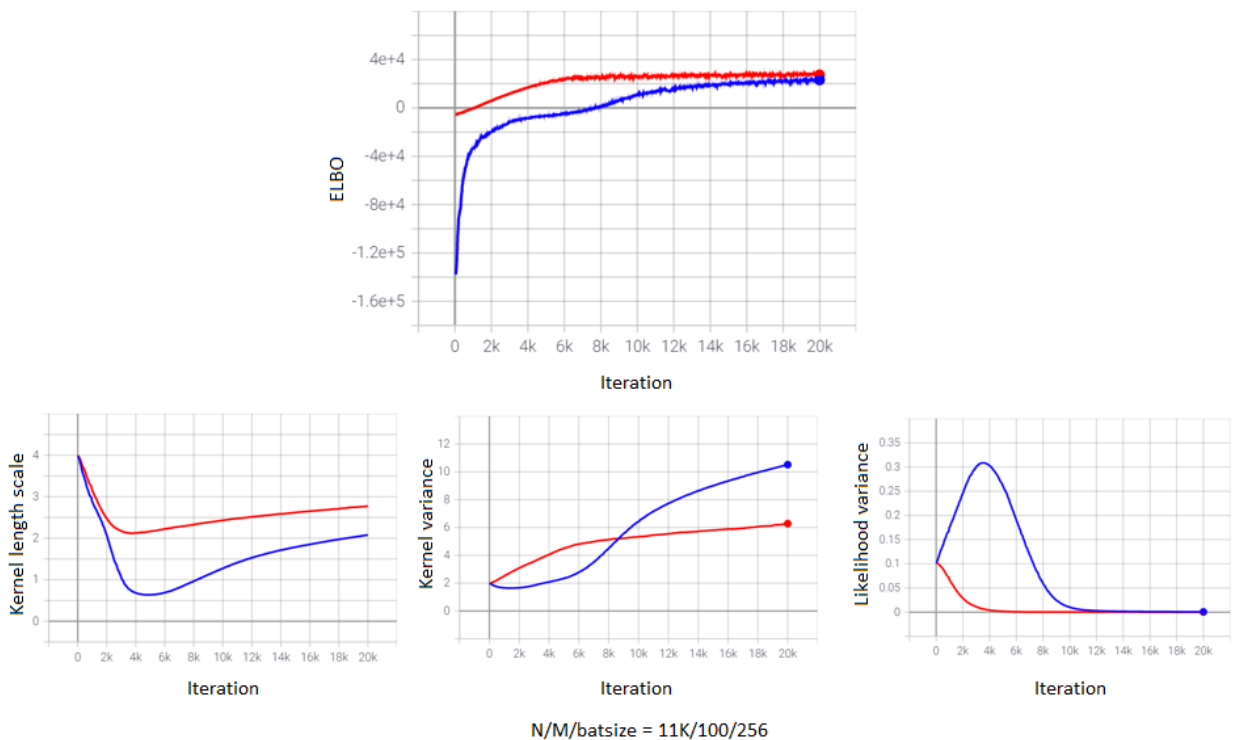 4e+4
0
-4e+4
-8e+4
-1.2e+5
-1.6e+5
ELBO
0 2k 4k 6k 8k 10k 12k 14k 16k 18k 20k
Iteration
4
3
2
1
0
Kernel length scale
0 2k 4k 6k 8k 10k 12k 14k 16k 18k 20k
Iteration
12
10
8
6
4
2
0
Kernel variance
0 2k 4k 6k 8k 10k 12k 14k 16k 18k 20k
Iteration
0.35
0.3
0.25
0.2
0.15
0.1
0.05
0
Likelihood variance
0 2k 4k 6k 8k 10k 12k 14k 16k 18k 20k
Iteration
N/M/batsize = 11K/100/256